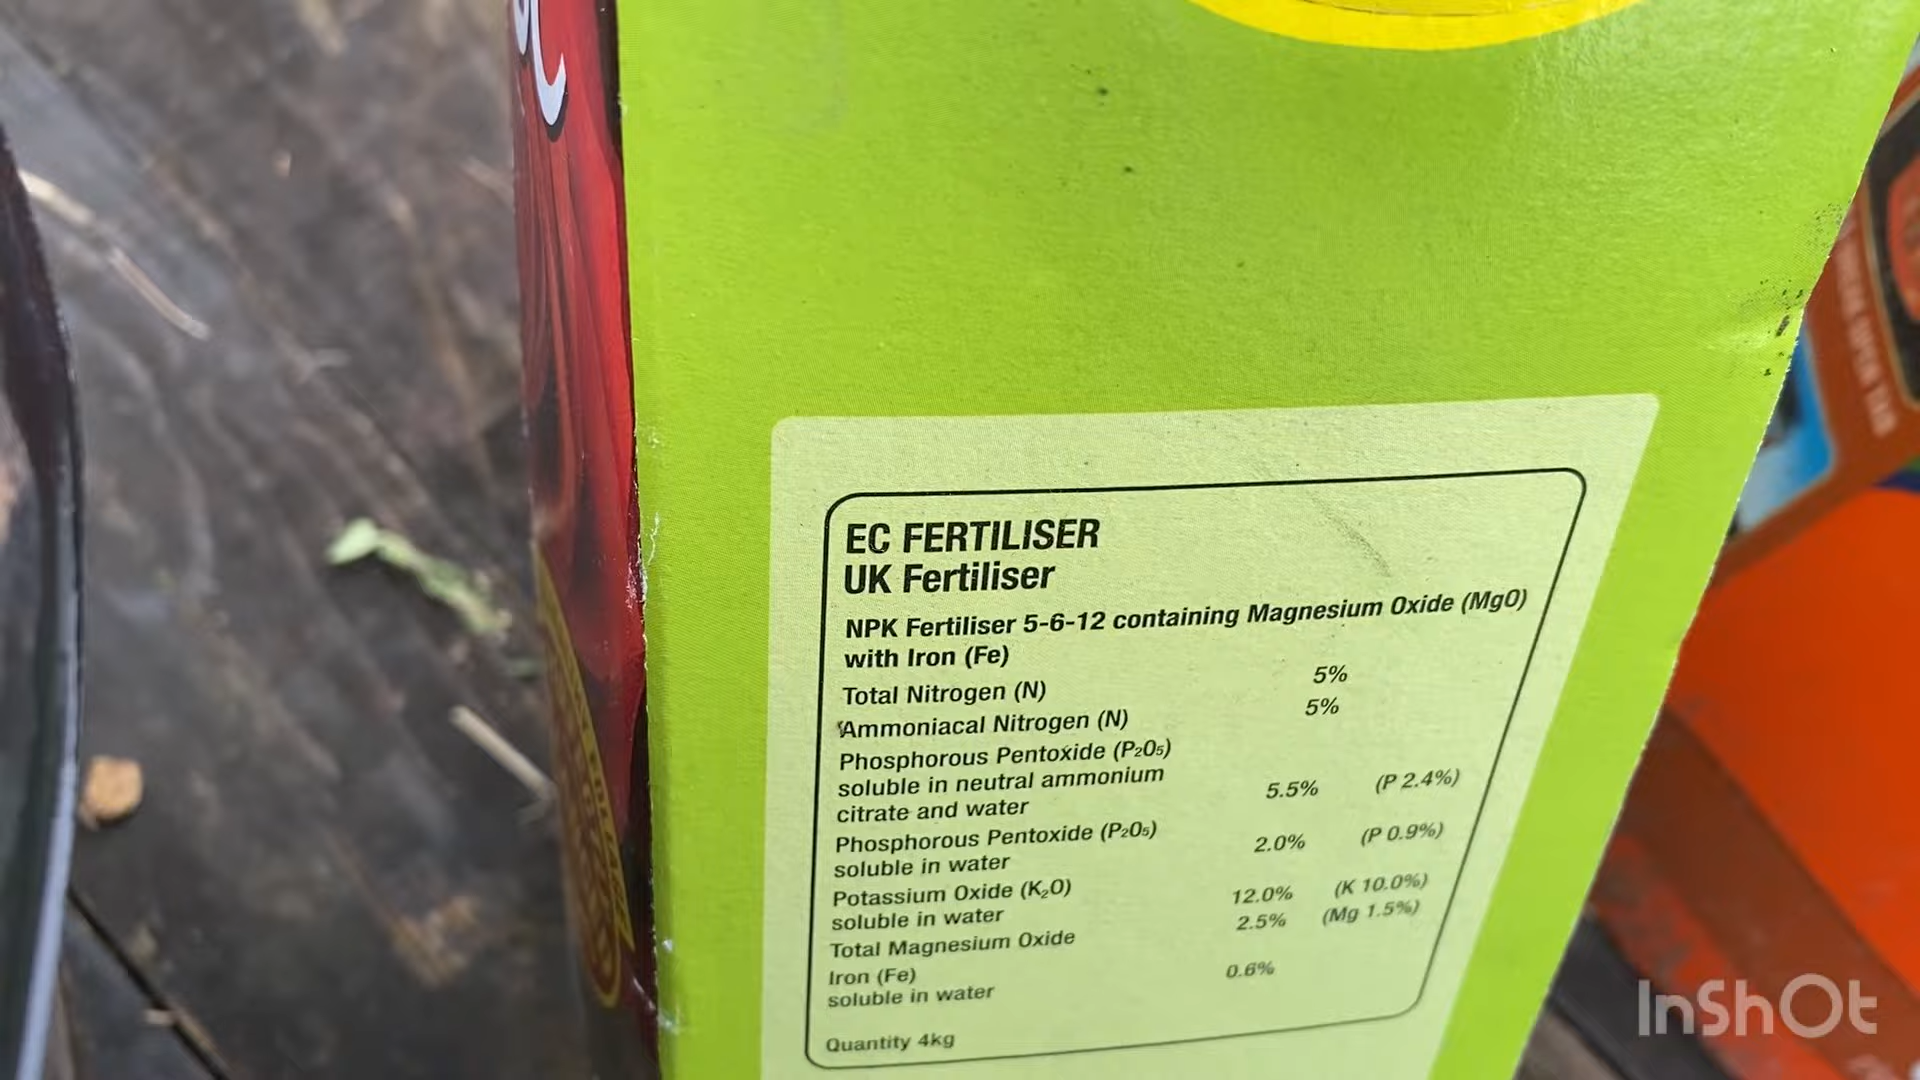 EC FERTILISER
UK Fertiliser
NPK Fertiliser 5-6-12 containing Magnesium Oxide (MgO)
with Iron (Fe)
Total Nitrogen (N) 5%
Ammoniacal Nitrogen (N) 5%
Phosphorous Pentoxide (P₂O₅)
soluble in neutral ammonium
citrate and water 5.5% (P 2.4%)
Phosphorous Pentoxide (P₂O₅)
soluble in water 2.0% (P 0.9%)
Potassium Oxide (K₂O)
soluble in water 12.0% (K 10.0%)
Total Magnesium Oxide 2.5% (Mg 1.5%)
Iron (Fe)
soluble in water 0.6%
Quantity 4kg
InShOt